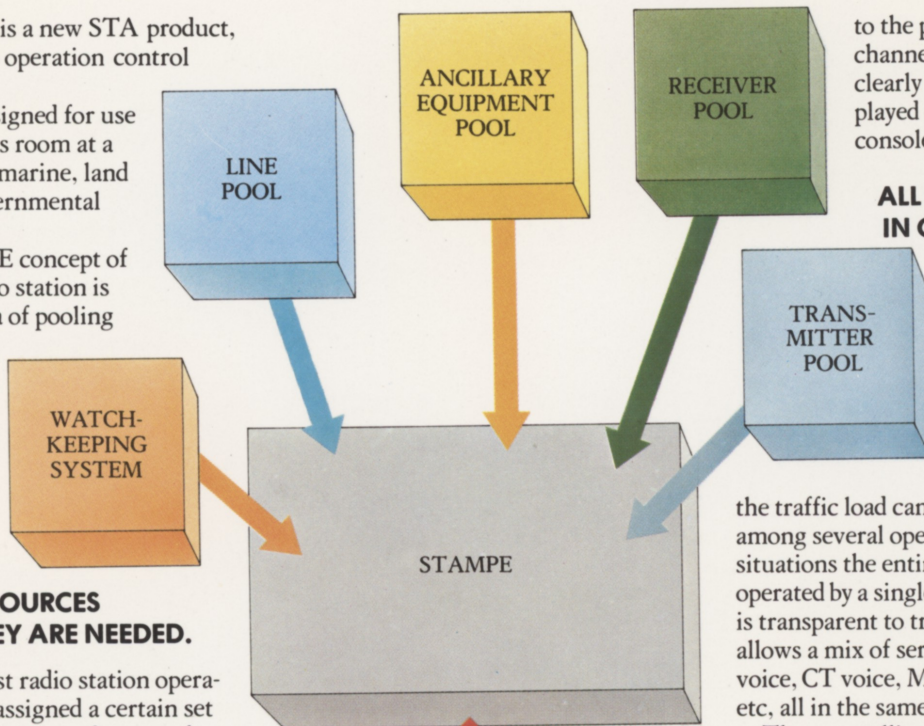 is a new STA product,
operation control
signed for use
s room at a
marine, land
ernmental
E concept of
o station is
of pooling
LINE
POOL
ANCILLARY
EQUIPMENT
POOL
RECEIVER
POOL
to the
channe
clearly
played
console
ALL
IN
TRANS-
MITTER
POOL
WATCH-
KEEPING
SYSTEM
STAMPE
OURCES
EY ARE NEEDED.
st radio station opera-
assigned a certain set
the traffic load can
among several ope
situations the enti
operated by a single
is transparent to tr
allows a mix of ser
voice, CT voice, M
etc, all in the same